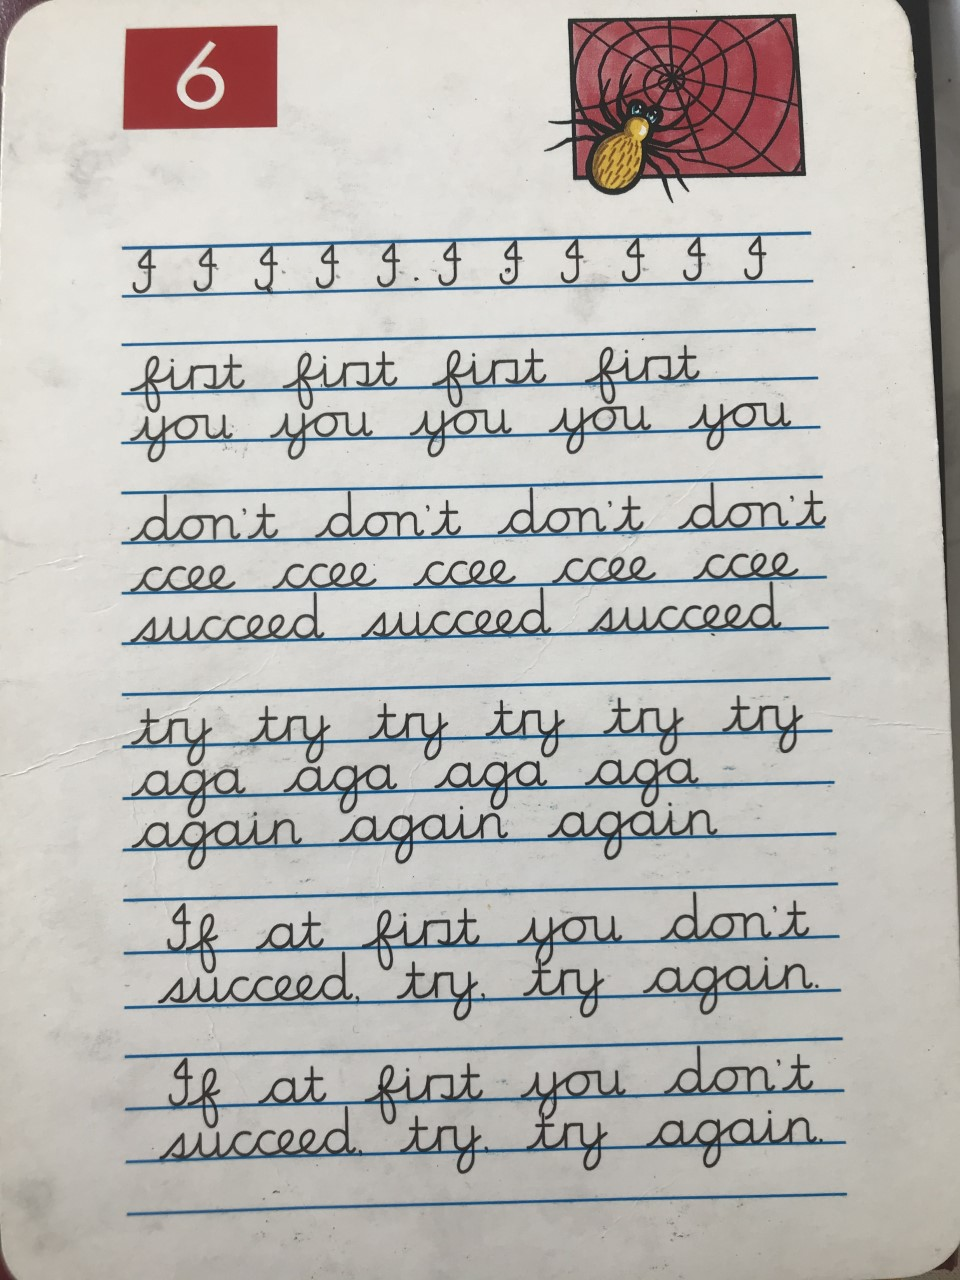 6
I I I I I I I I I I I
first first first first
you you you you you
don't don't don't don't
ccee ccee ccee ccee ccee
succeed succeed succeed
try try try try try try
aga aga aga aga
again again again
If at first you don't
succeed, try, try again.
If at first you don't
succeed, try, try again.